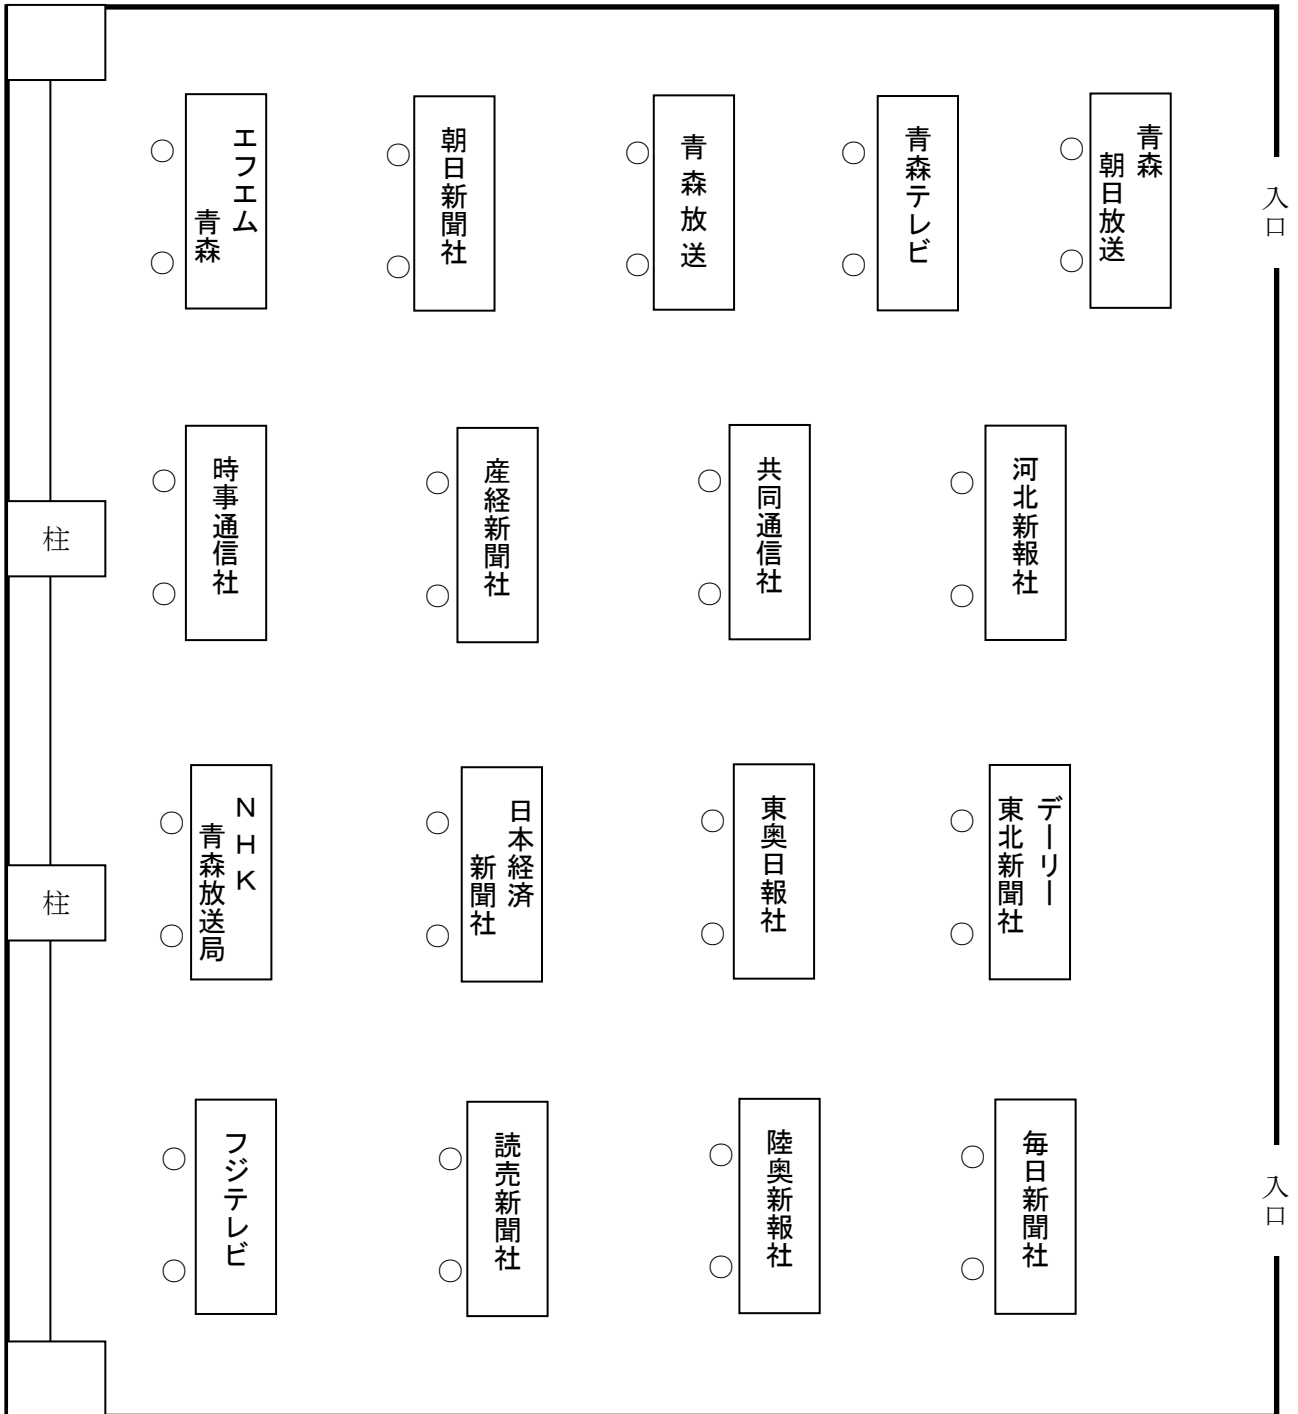 青森
朝日放送
青森テレビ
青森放送
朝日新聞社
エフエム
青森
入口
河北新報社
共同通信社
産経新聞社
時事通信社
柱
デーリー
東北新聞社
東奥日報社
日本経済
新聞社
ＮＨＫ
青森放送局
柱
毎日新聞社
陸奥新報社
読売新聞社
フジテレビ
入口